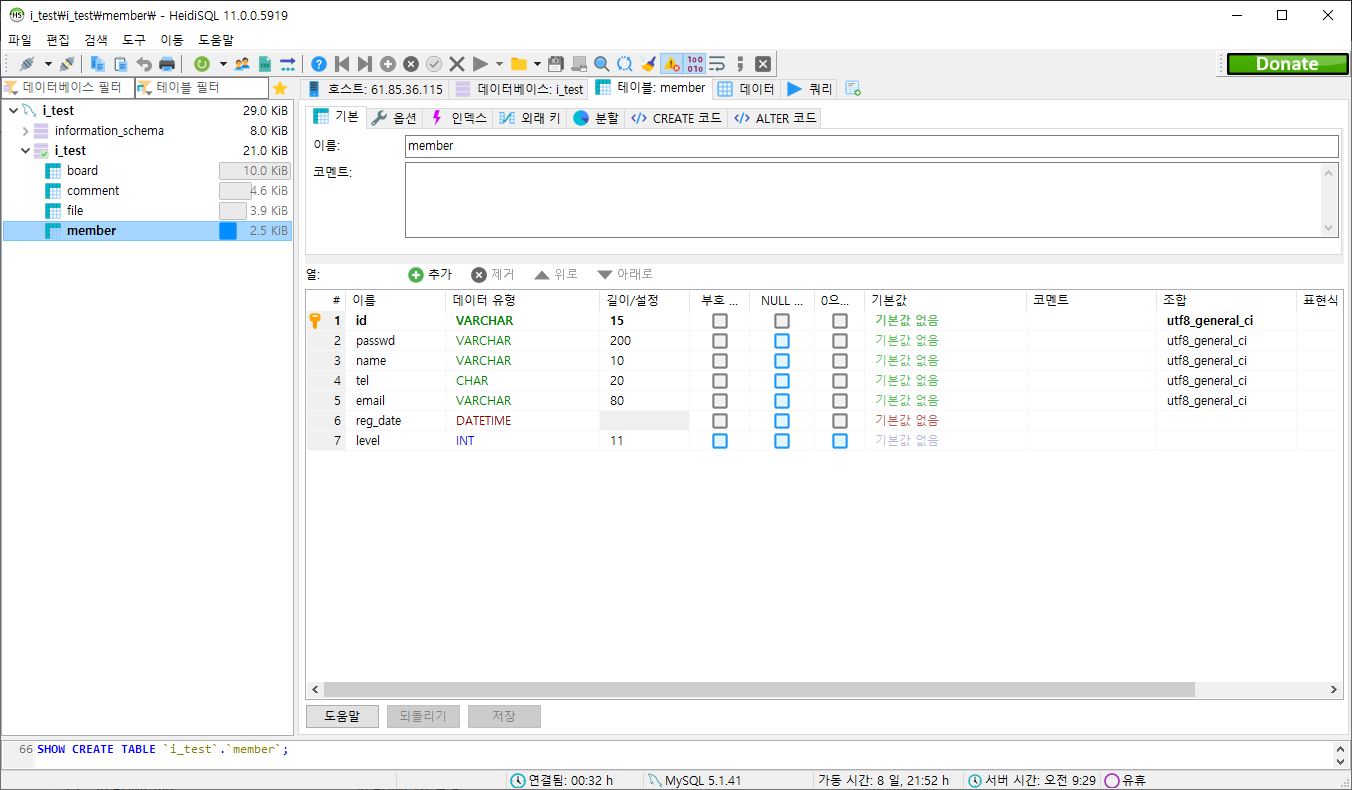 i_test\i_test\member\ - HeidiSQL 11.0.0.5919
파일 편집 검색 도구 이동 도움말
Donate
데이터베이스 필터 테이블 필터
호스트: 61.85.36.115 데이터베이스: i_test 테이블: member 데이터 쿼리
i_test 29.0 KiB
information_schema 8.0 KiB
i_test 21.0 KiB
board 10.0 KiB
comment 4.6 KiB
file 3.9 KiB
member 2.5 KiB
기본 옵션 인덱스 외래 키 분할 CREATE 코드 ALTER 코드
이름: member
코멘트:
열: 추가 제거 위로 아래로
# 이름 데이터 유형 길이/설정 부호 ... NULL ... 0으... 기본값 코멘트 조합 표현식
1 id VARCHAR 15 기본값 없음 utf8_general_ci
2 passwd VARCHAR 200 기본값 없음 utf8_general_ci
3 name VARCHAR 10 기본값 없음 utf8_general_ci
4 tel CHAR 20 기본값 없음 utf8_general_ci
5 email VARCHAR 80 기본값 없음 utf8_general_ci
6 reg_date DATETIME 기본값 없음
7 level INT 11 기본값 없음
도움말 되돌리기 저장
66 SHOW CREATE TABLE `i_test`.`member`;
연결됨: 00:32 h MySQL 5.1.41 가동 시간: 8 일, 21:52 h 서버 시간: 오전 9:29 유휴